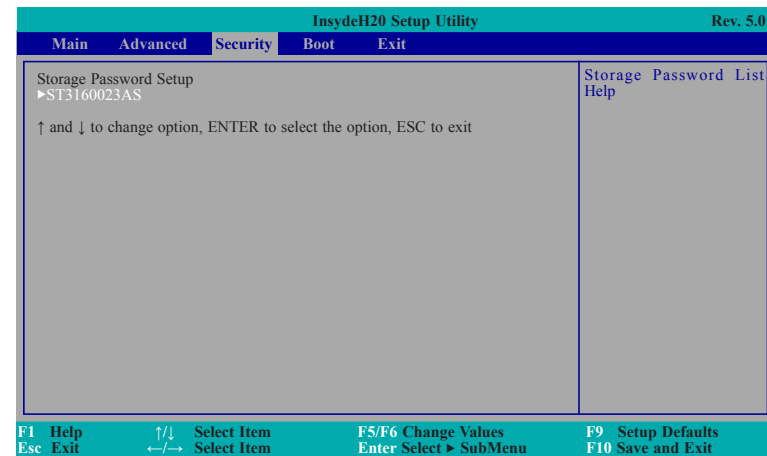 InsydeH20 Setup Utility Rev. 5.0
Main Advanced Security Boot Exit
Storage Password Setup
►ST3160023AS
↑ and ↓ to change option, ENTER to select the option, ESC to exit
Storage Password List
Help
F1 Help ↑/↓ Select Item F5/F6 Change Values F9 Setup Defaults
Esc Exit ←/→ Select Item Enter Select ► SubMenu F10 Save and Exit